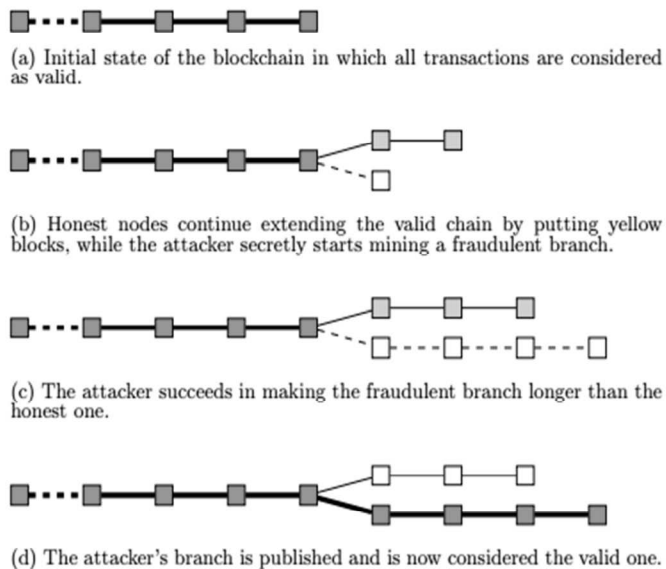 (a) Initial state of the blockchain in which all transactions are considered
as valid.
(b) Honest nodes continue extending the valid chain by putting yellow
blocks, while the attacker secretly starts mining a fraudulent branch.
(c) The attacker succeeds in making the fraudulent branch longer than the
honest one.
(d) The attacker's branch is published and is now considered the valid one.